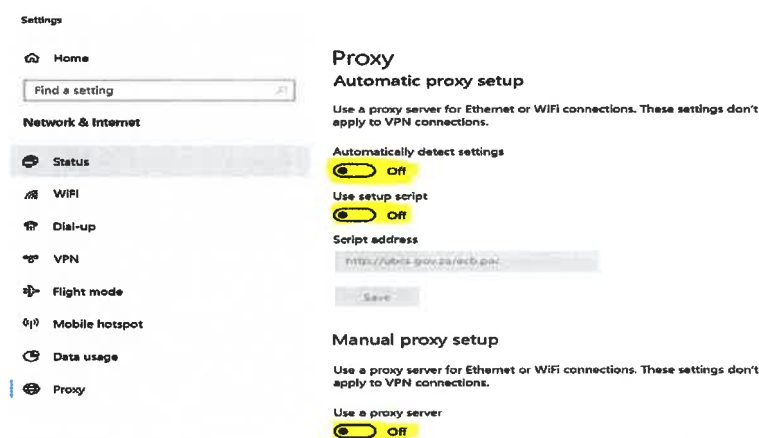 Settings
Home
Find a setting
Network & Internet
Status
WiFi
Dial-up
VPN
Flight mode
Mobile hotspot
Data usage
Proxy
Proxy
Automatic proxy setup
Use a proxy server for Ethernet or WiFi connections. These settings don't
apply to VPN connections.
Automatically detect settings
Off
Use setup script
Off
Script address
Save
Manual proxy setup
Use a proxy server for Ethernet or WiFi connections. These settings don't
apply to VPN connections.
Use a proxy server
Off